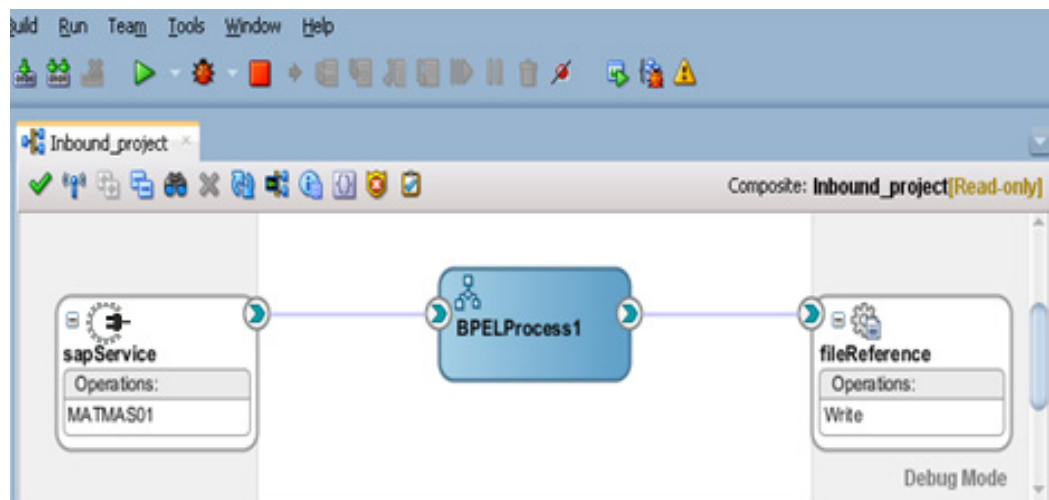 uild Run Team Tools Window Help
Inbound_project
Composite: Inbound_project[Read-only]
sapService
Operations:
MATMAS01
BPELProcess1
fileReference
Operations:
Write
Debug Mode